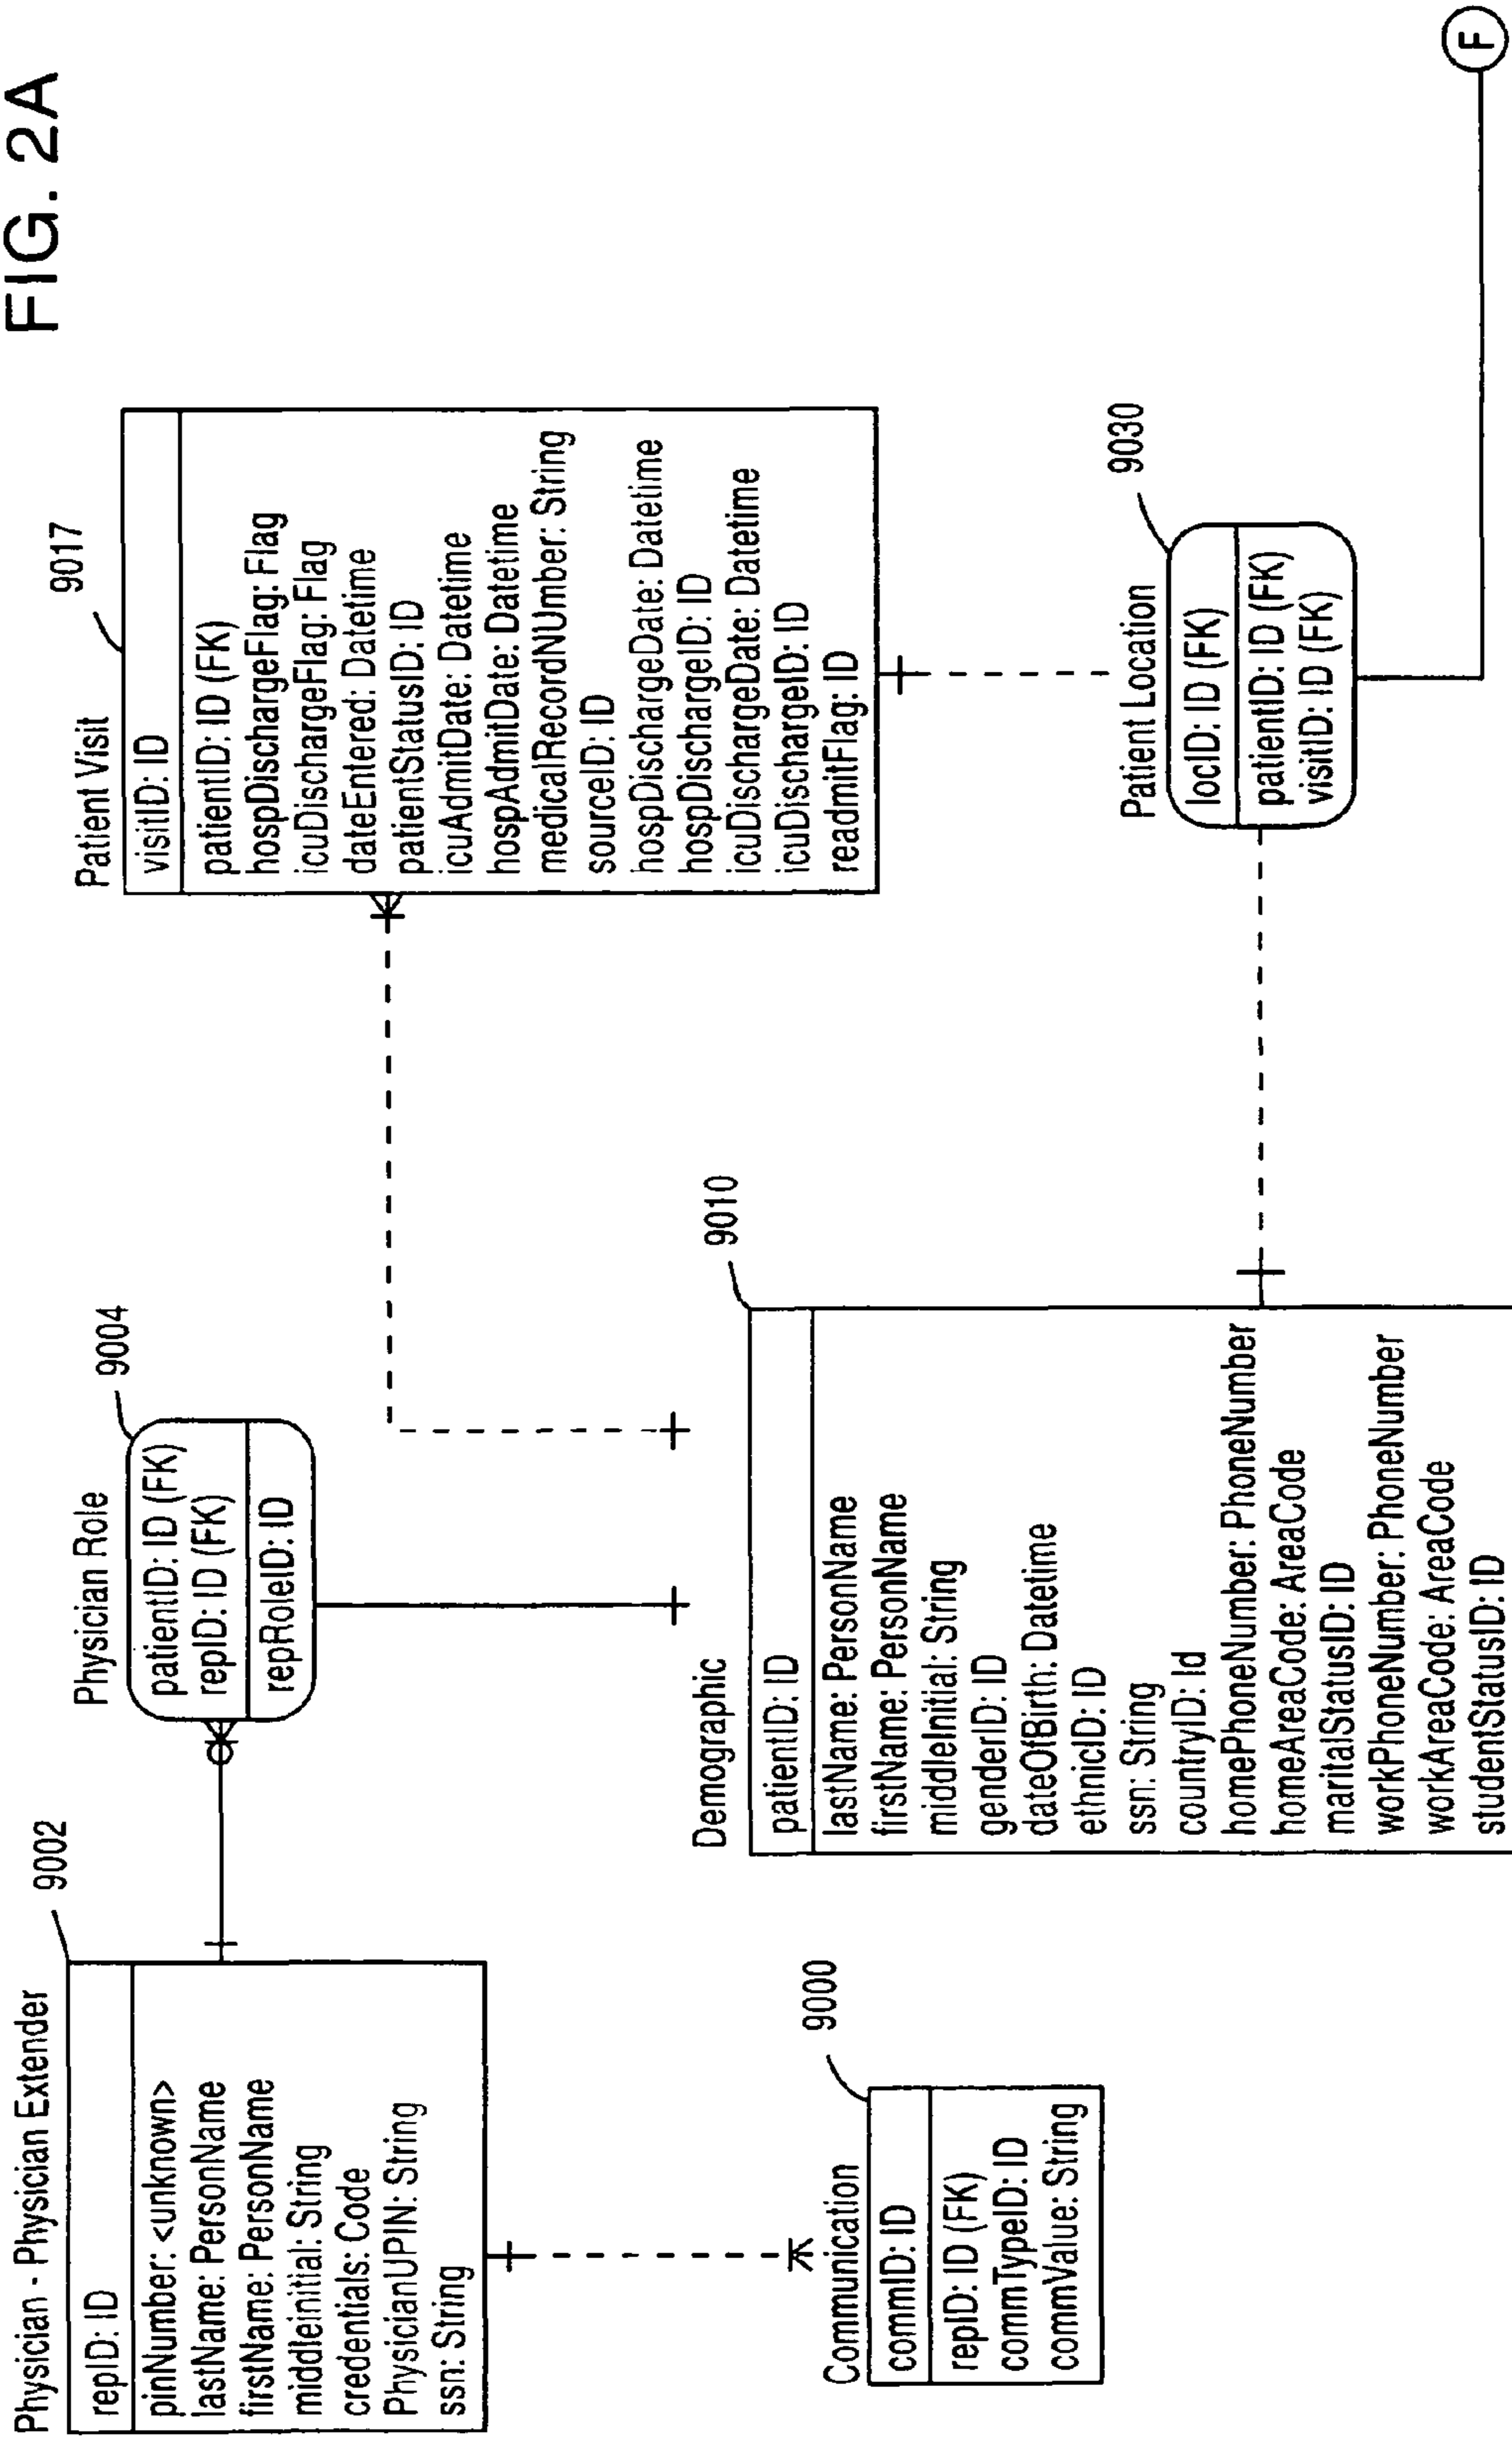 FIG. 2A
Physician - Physician Extender
9002
repID: ID
pinNumber: <unknown>
lastName: PersonName
firstName: PersonName
middleinitial: String
credentials: Code
PhysicianUPIN: String
ssn: String
Physician Role
9004
patientID: ID (FK)
repID: ID (FK)
repRoleID: ID
Patient Visit
9017
visitID: ID
patientID: ID (FK)
hospDischargeFlag: Flag
icuDischargeFlag: Flag
dateEntered: Datetime
patientStatusID: ID
icuAdmitDate: Datetime
hospAdmitDate: Datetime
medicalRecordNUmber: String
sourceID: ID
hospDischargeDate: Datetime
hospDischargeID: ID
icuDischargeDate: Datetime
icuDischargeID: ID
readmitFlag: ID
Communication
9000
commID: ID
repID: ID (FK)
commTypeID: ID
commValue: String
Demographic
9010
patientID: ID
lastName: PersonName
firstName: PersonName
middleInitial: String
genderID: ID
dateOfBirth: Datetime
ethnicID: ID
ssn: String
countryID: Id
homePhoneNumber: PhoneNumber
homeAreaCode: AreaCode
maritalStatusID: ID
workPhoneNumber: PhoneNumber
workAreaCode: AreaCode
studentStatusID: ID
Patient Location
9030
locID: ID (FK)
patientID: ID (FK)
visitID: ID (FK)
F